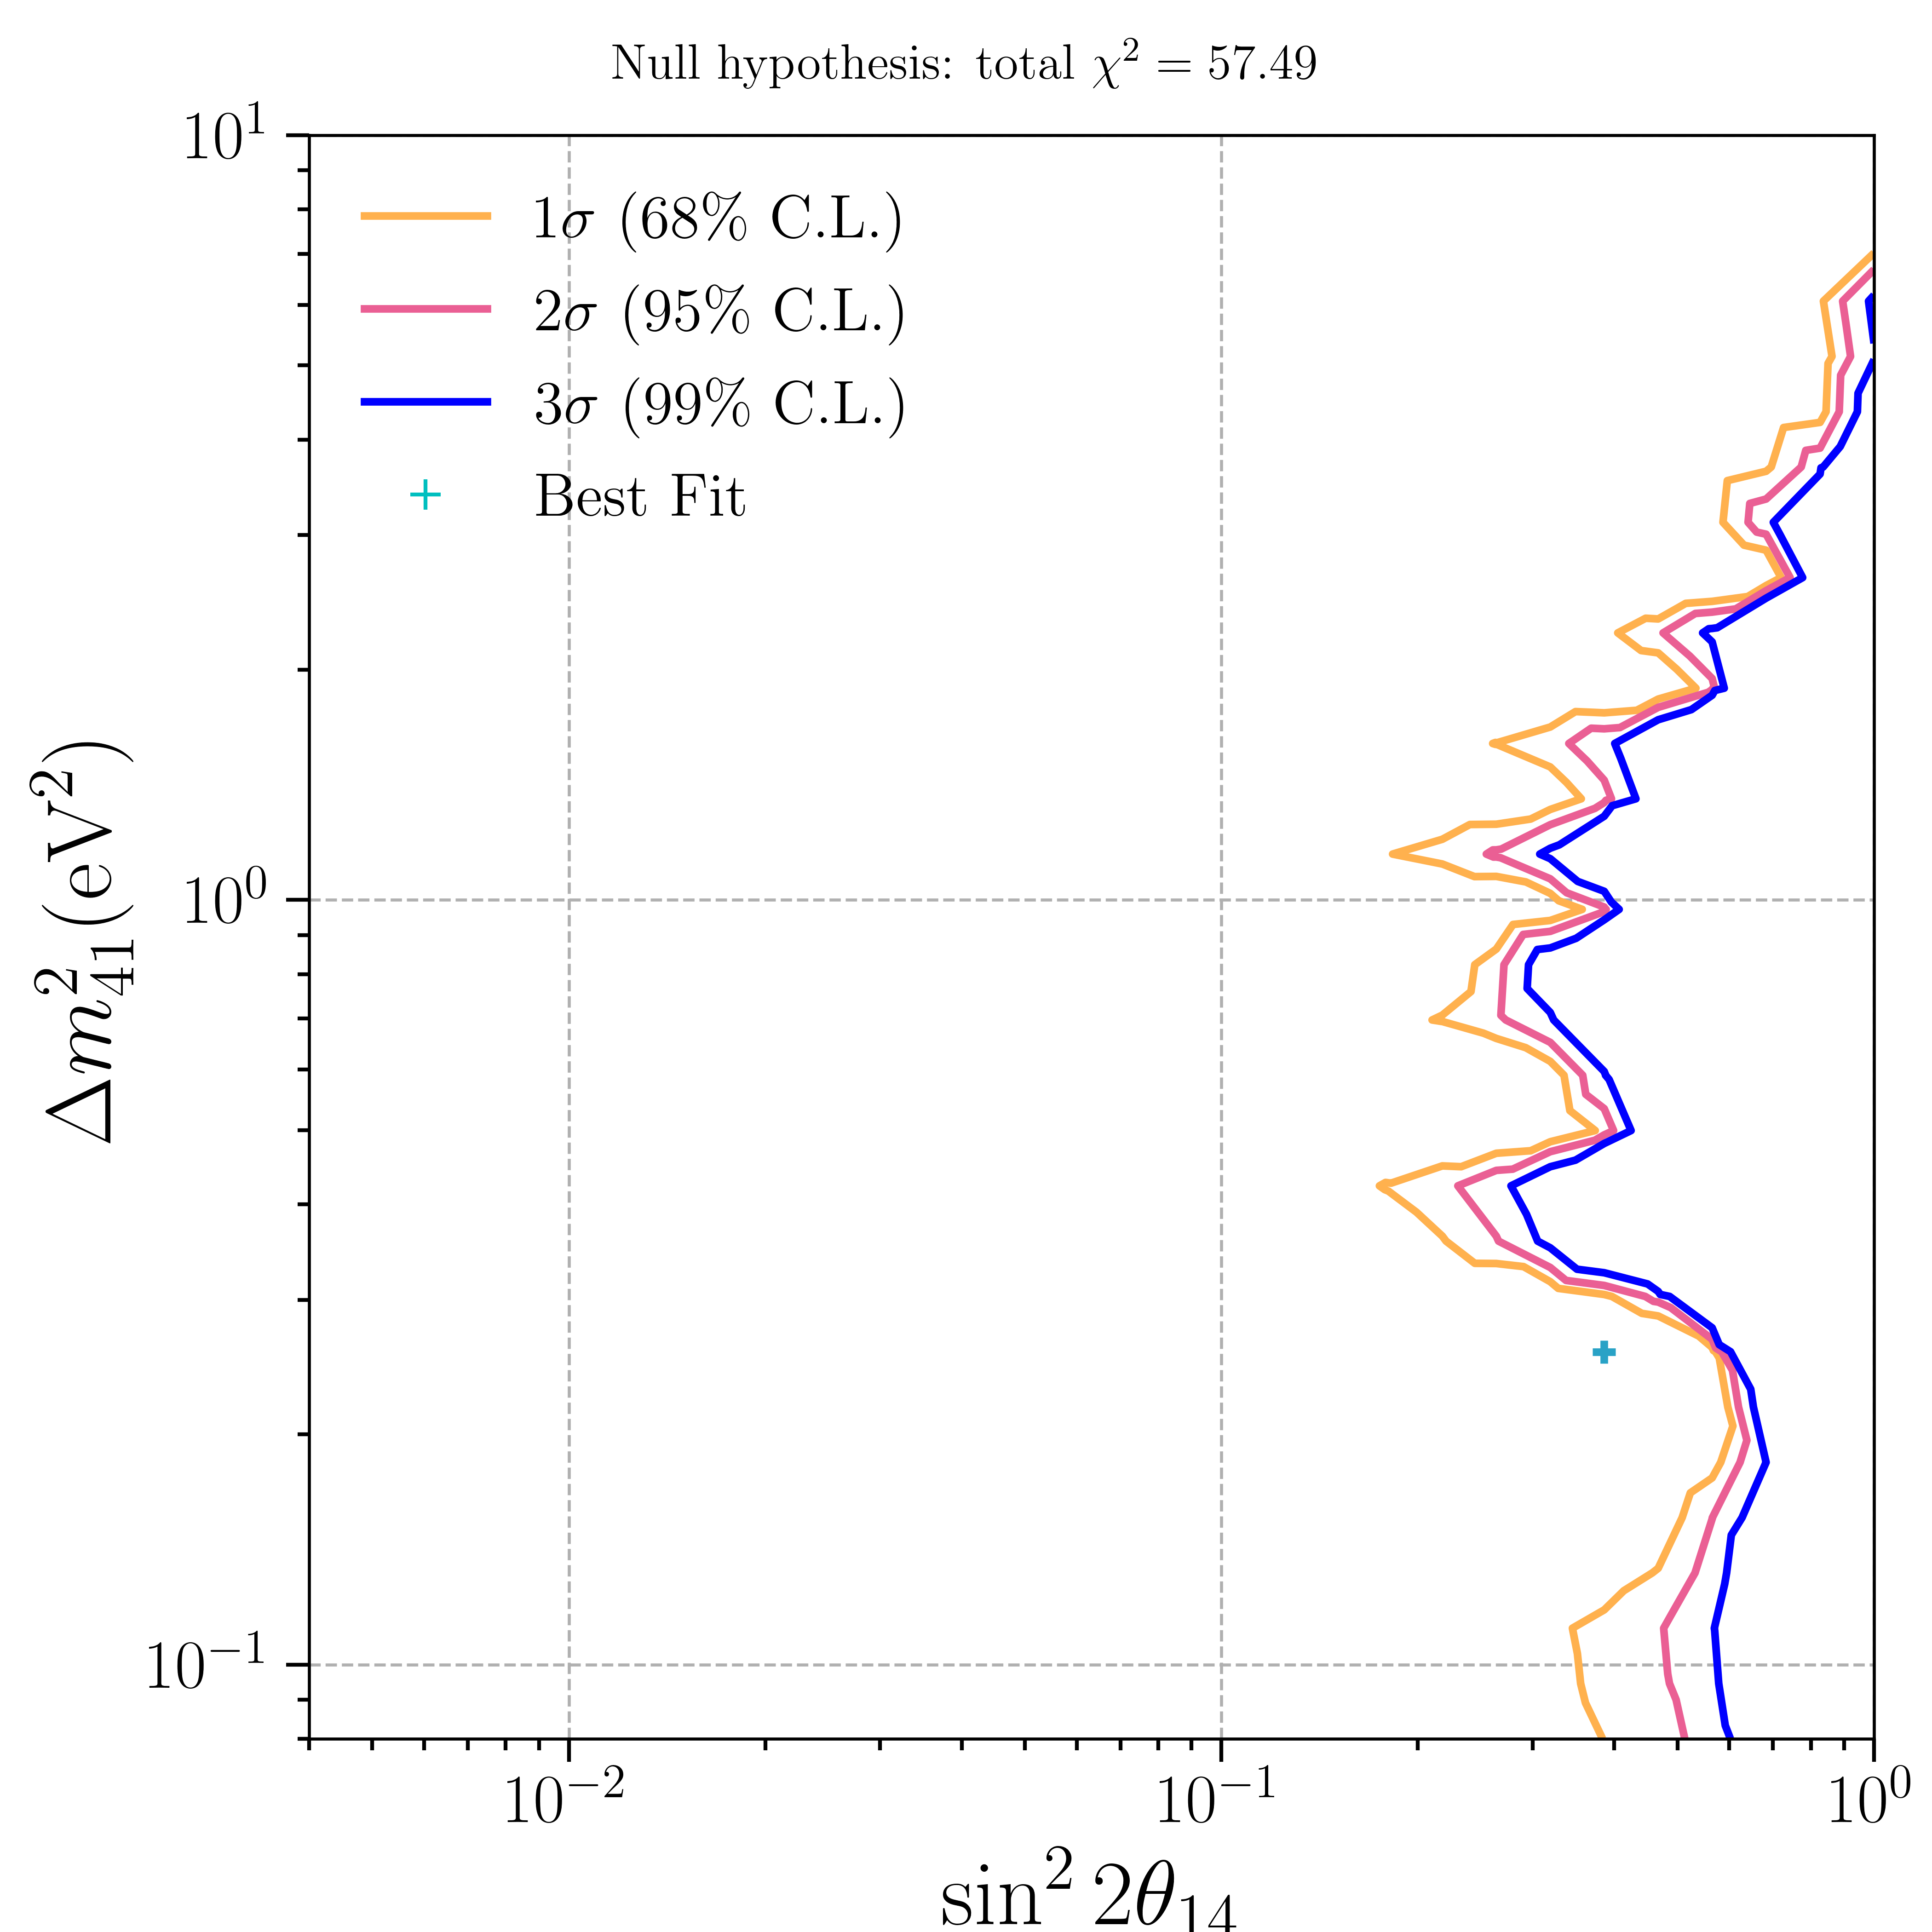 Null hypothesis: total χ² = 57.49
10¹
1σ (68% C.L.)
2σ (95% C.L.)
3σ (99% C.L.)
Best Fit
Δm²₄₁(eV²)
10⁰
10⁻¹
10⁻²
10⁻¹
10⁰
sin² 2θ₁₄